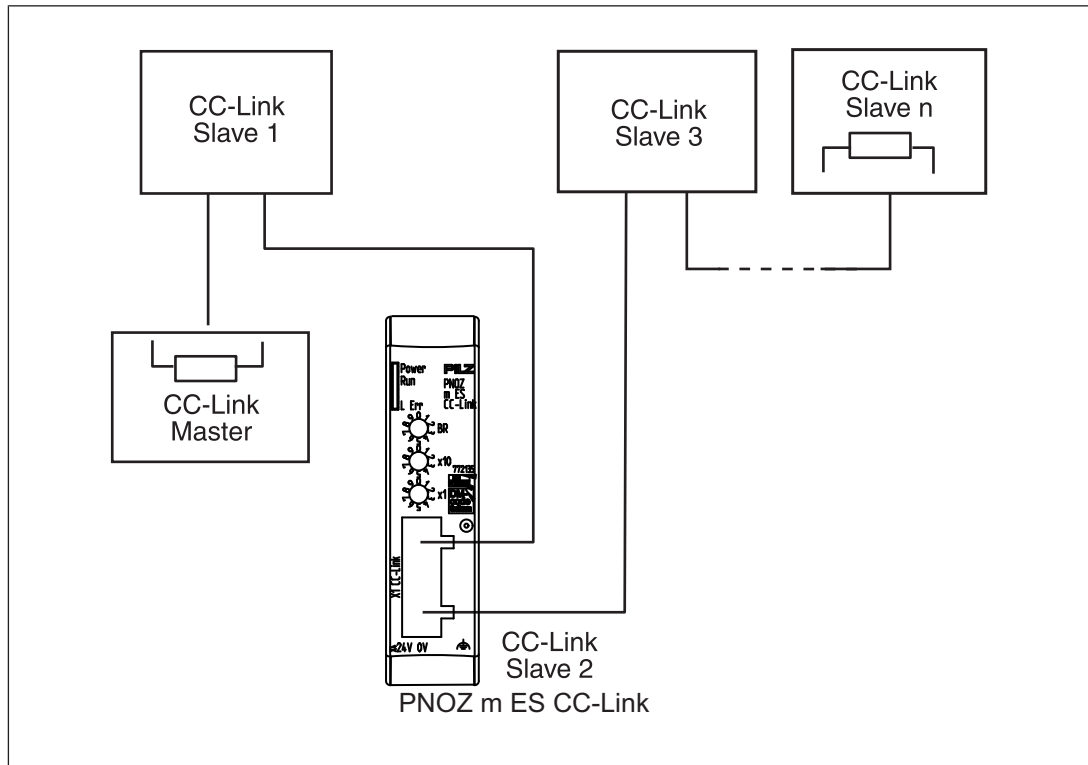 CC-Link
Slave 1
CC-Link
Slave 3
CC-Link
Slave n
CC-Link
Master
Power
Run
PILZ
PNOZ
m ES
CC-Link
L Err
BR
x10
772135
x1
X1 CC-Link
24V 0V
CC-Link
Slave 2
PNOZ m ES CC-Link